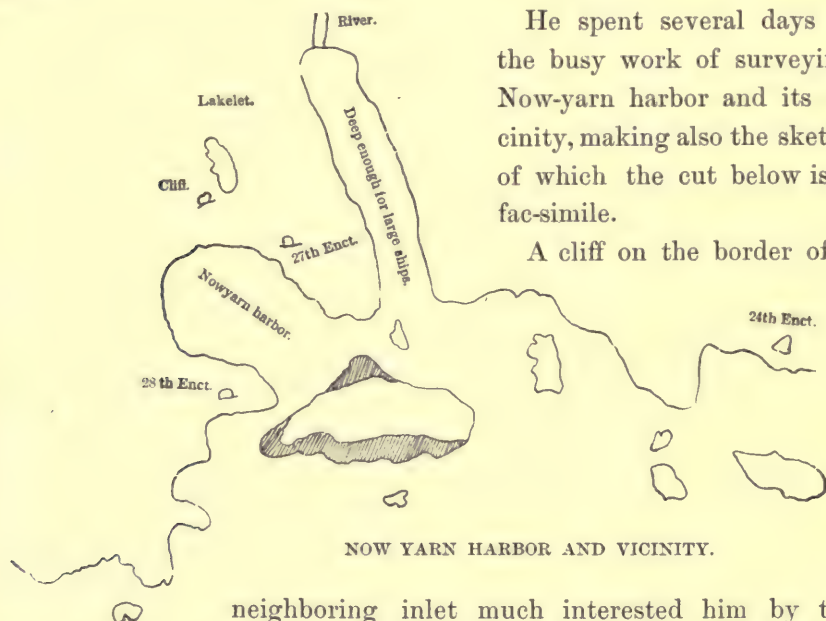 River.
He spent several days
the busy work of surveyi
Now-yarn harbor and its
cinity, making also the sket
of which the cut below is
fac-simile.
A cliff on the border of
Lakelet.
Cliff.
Deep enough for large ships.
27th Enct.
Nowyarn harbor.
24th Enct.
28th Enct.
NOW YARN HARBOR AND VICINITY.
neighboring inlet much interested him by t